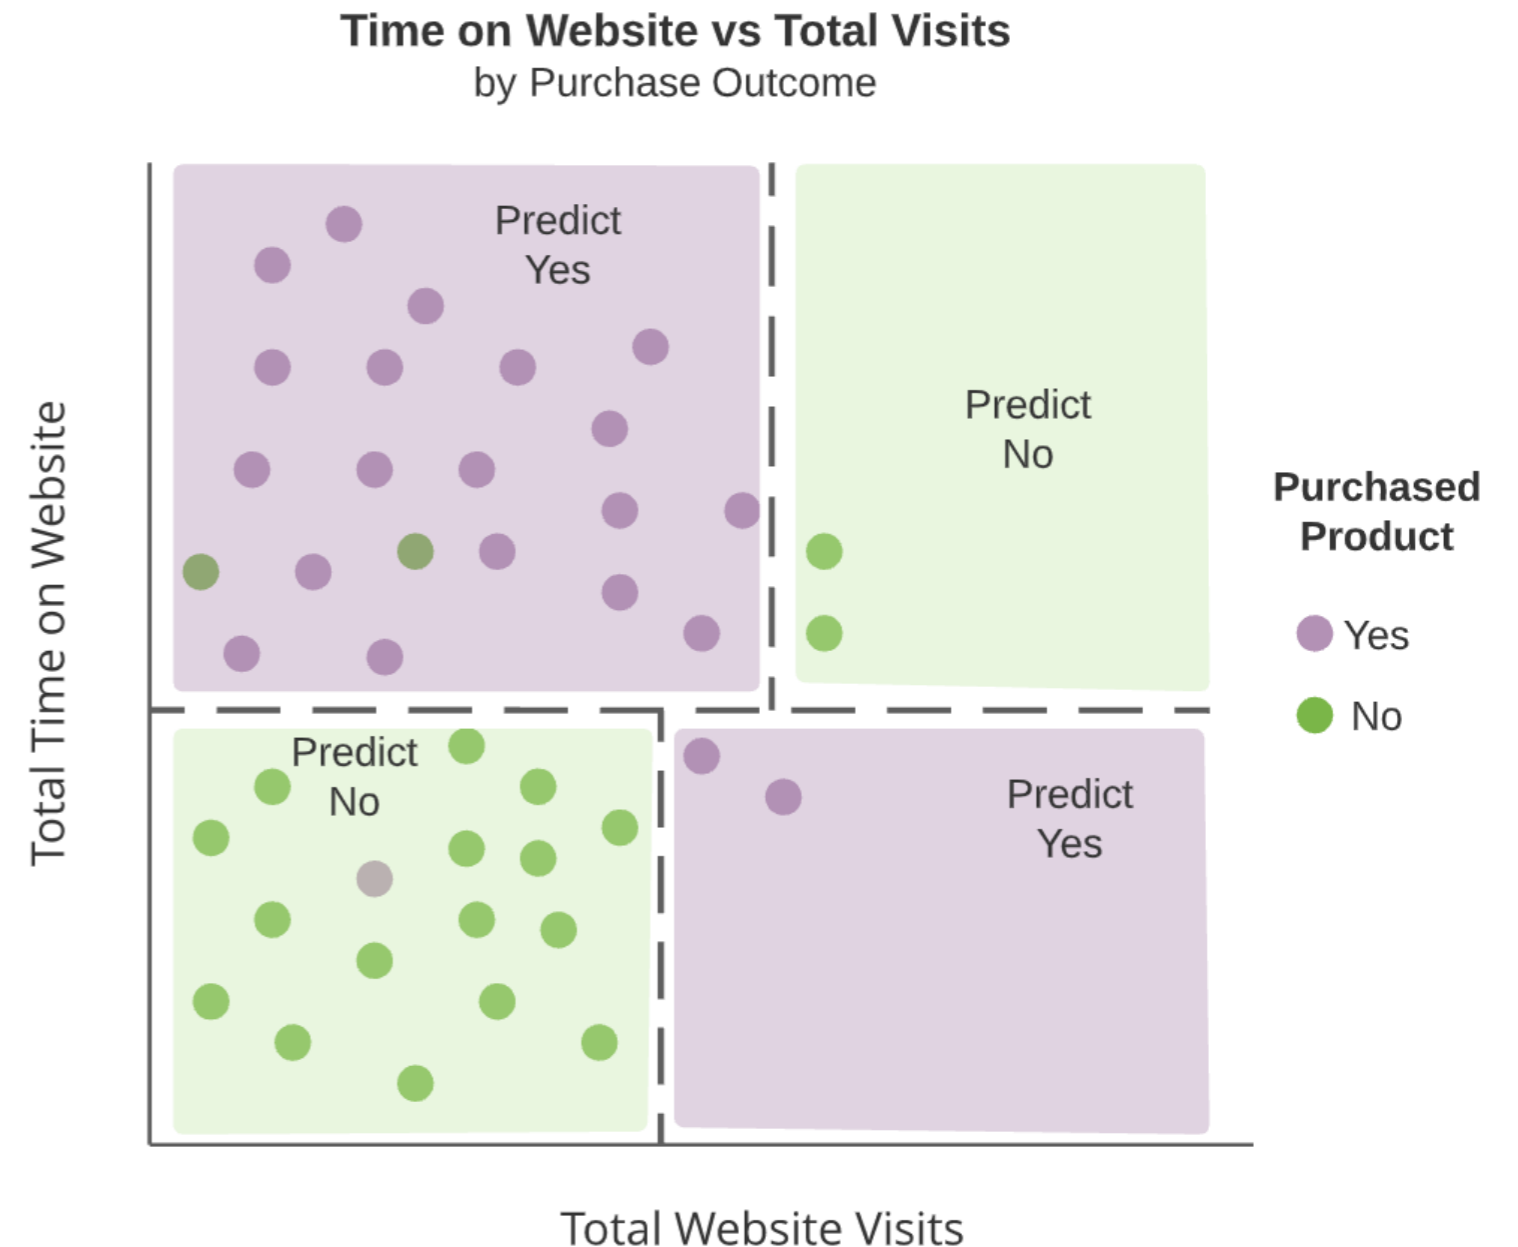 Time on Website vs Total Visits
by Purchase Outcome
Predict
Yes
Predict
No
Predict
No
Predict
Yes
Total Time on Website
Total Website Visits
Purchased
Product
Yes
No